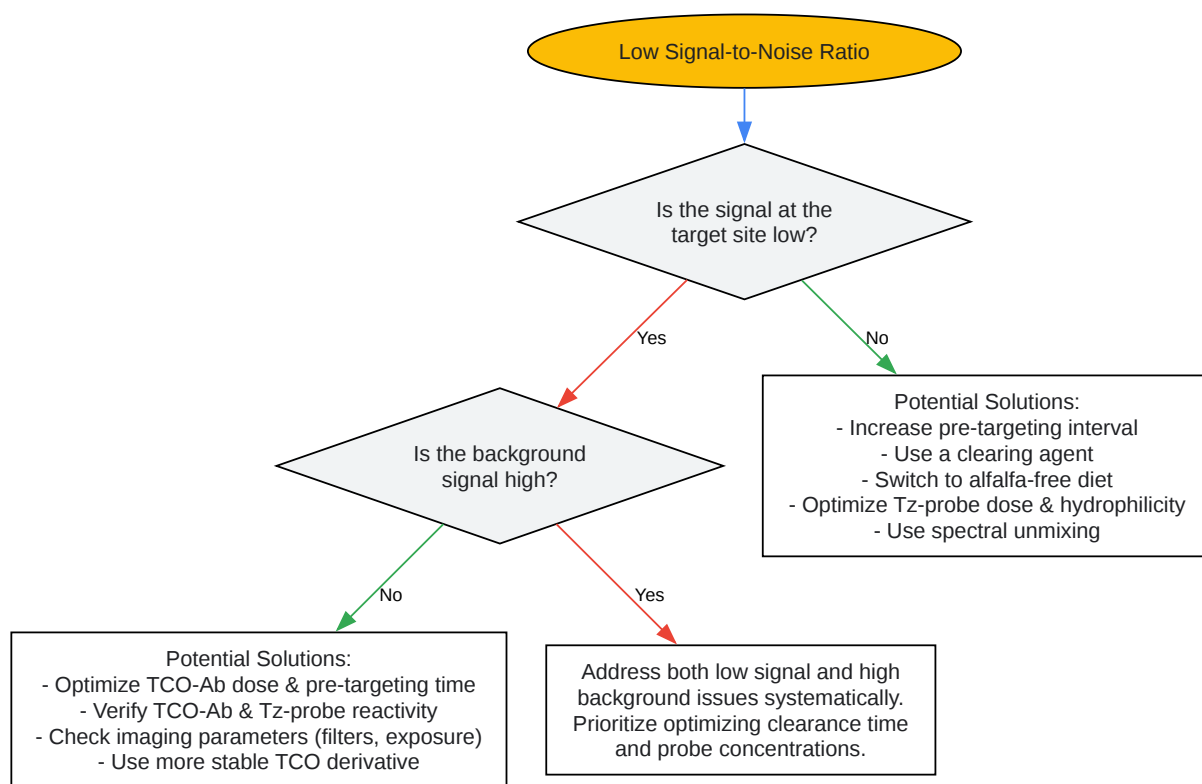 Low Signal-to-Noise Ratio
Is the signal at the
target site low?
Yes
No
Potential Solutions:
- Increase pre-targeting interval
- Use a clearing agent
- Switch to alfalfa-free diet
- Optimize Tz-probe dose & hydrophilicity
- Use spectral unmixing
Is the background
signal high?
No
Yes
Potential Solutions:
- Optimize TCO-Ab dose & pre-targeting time
- Verify TCO-Ab & Tz-probe reactivity
- Check imaging parameters (filters, exposure)
- Use more stable TCO derivative
Address both low signal and high
background issues systematically.
Prioritize optimizing clearance time
and probe concentrations.